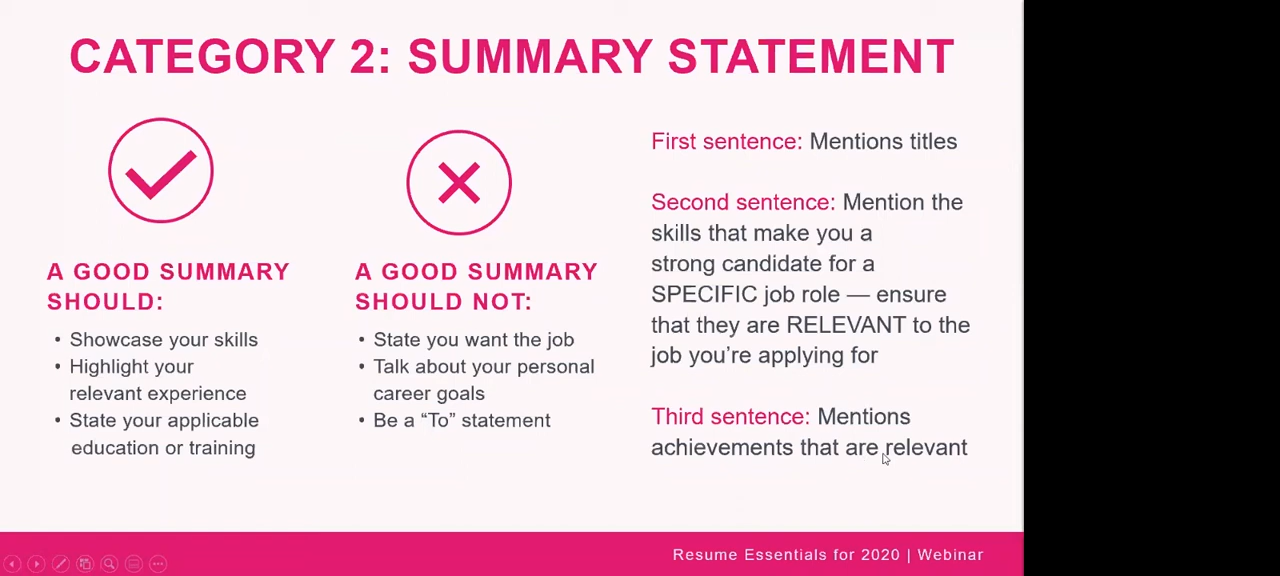 CATEGORY 2: SUMMARY STATEMENT
A GOOD SUMMARY
SHOULD:
• Showcase your skills
• Highlight your
relevant experience
• State your applicable
education or training
A GOOD SUMMARY
SHOULD NOT:
• State you want the job
• Talk about your personal
career goals
• Be a “To” statement
First sentence: Mentions titles
Second sentence: Mention the
skills that make you a
strong candidate for a
SPECIFIC job role — ensure
that they are RELEVANT to the
job you’re applying for
Third sentence: Mentions
achievements that are relevant
Resume Essentials for 2020 | Webinar